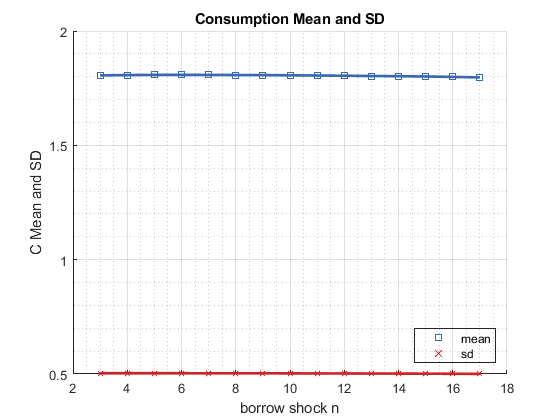 Consumption Mean and SD
2
1.5
1
0.5
C Mean and SD
2 4 6 8 10 12 14 16 18
borrow shock n
mean
sd